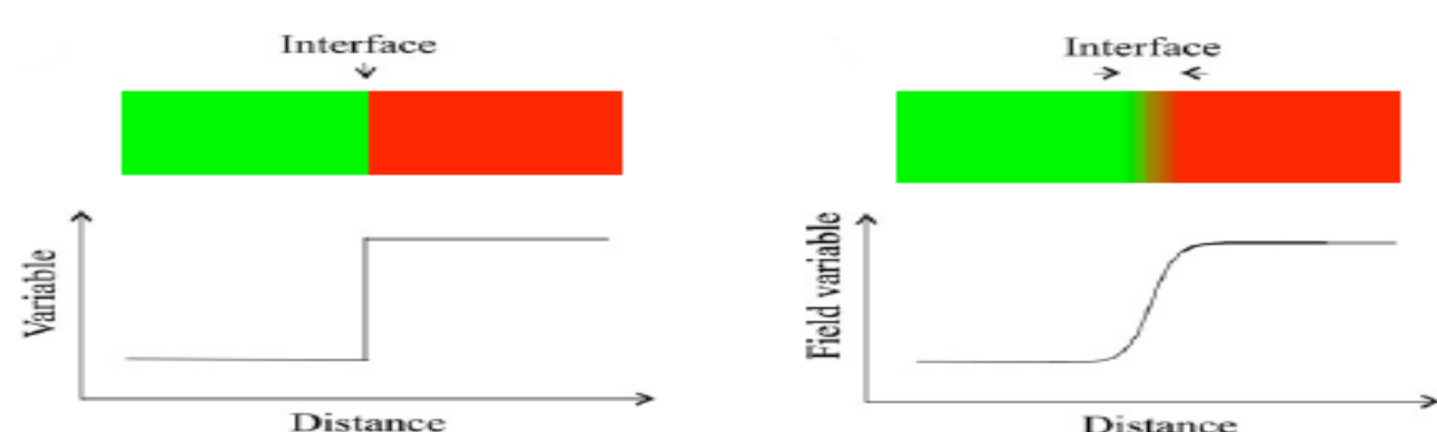 Interface
Variable
Distance
Interface
Field variable
Distance